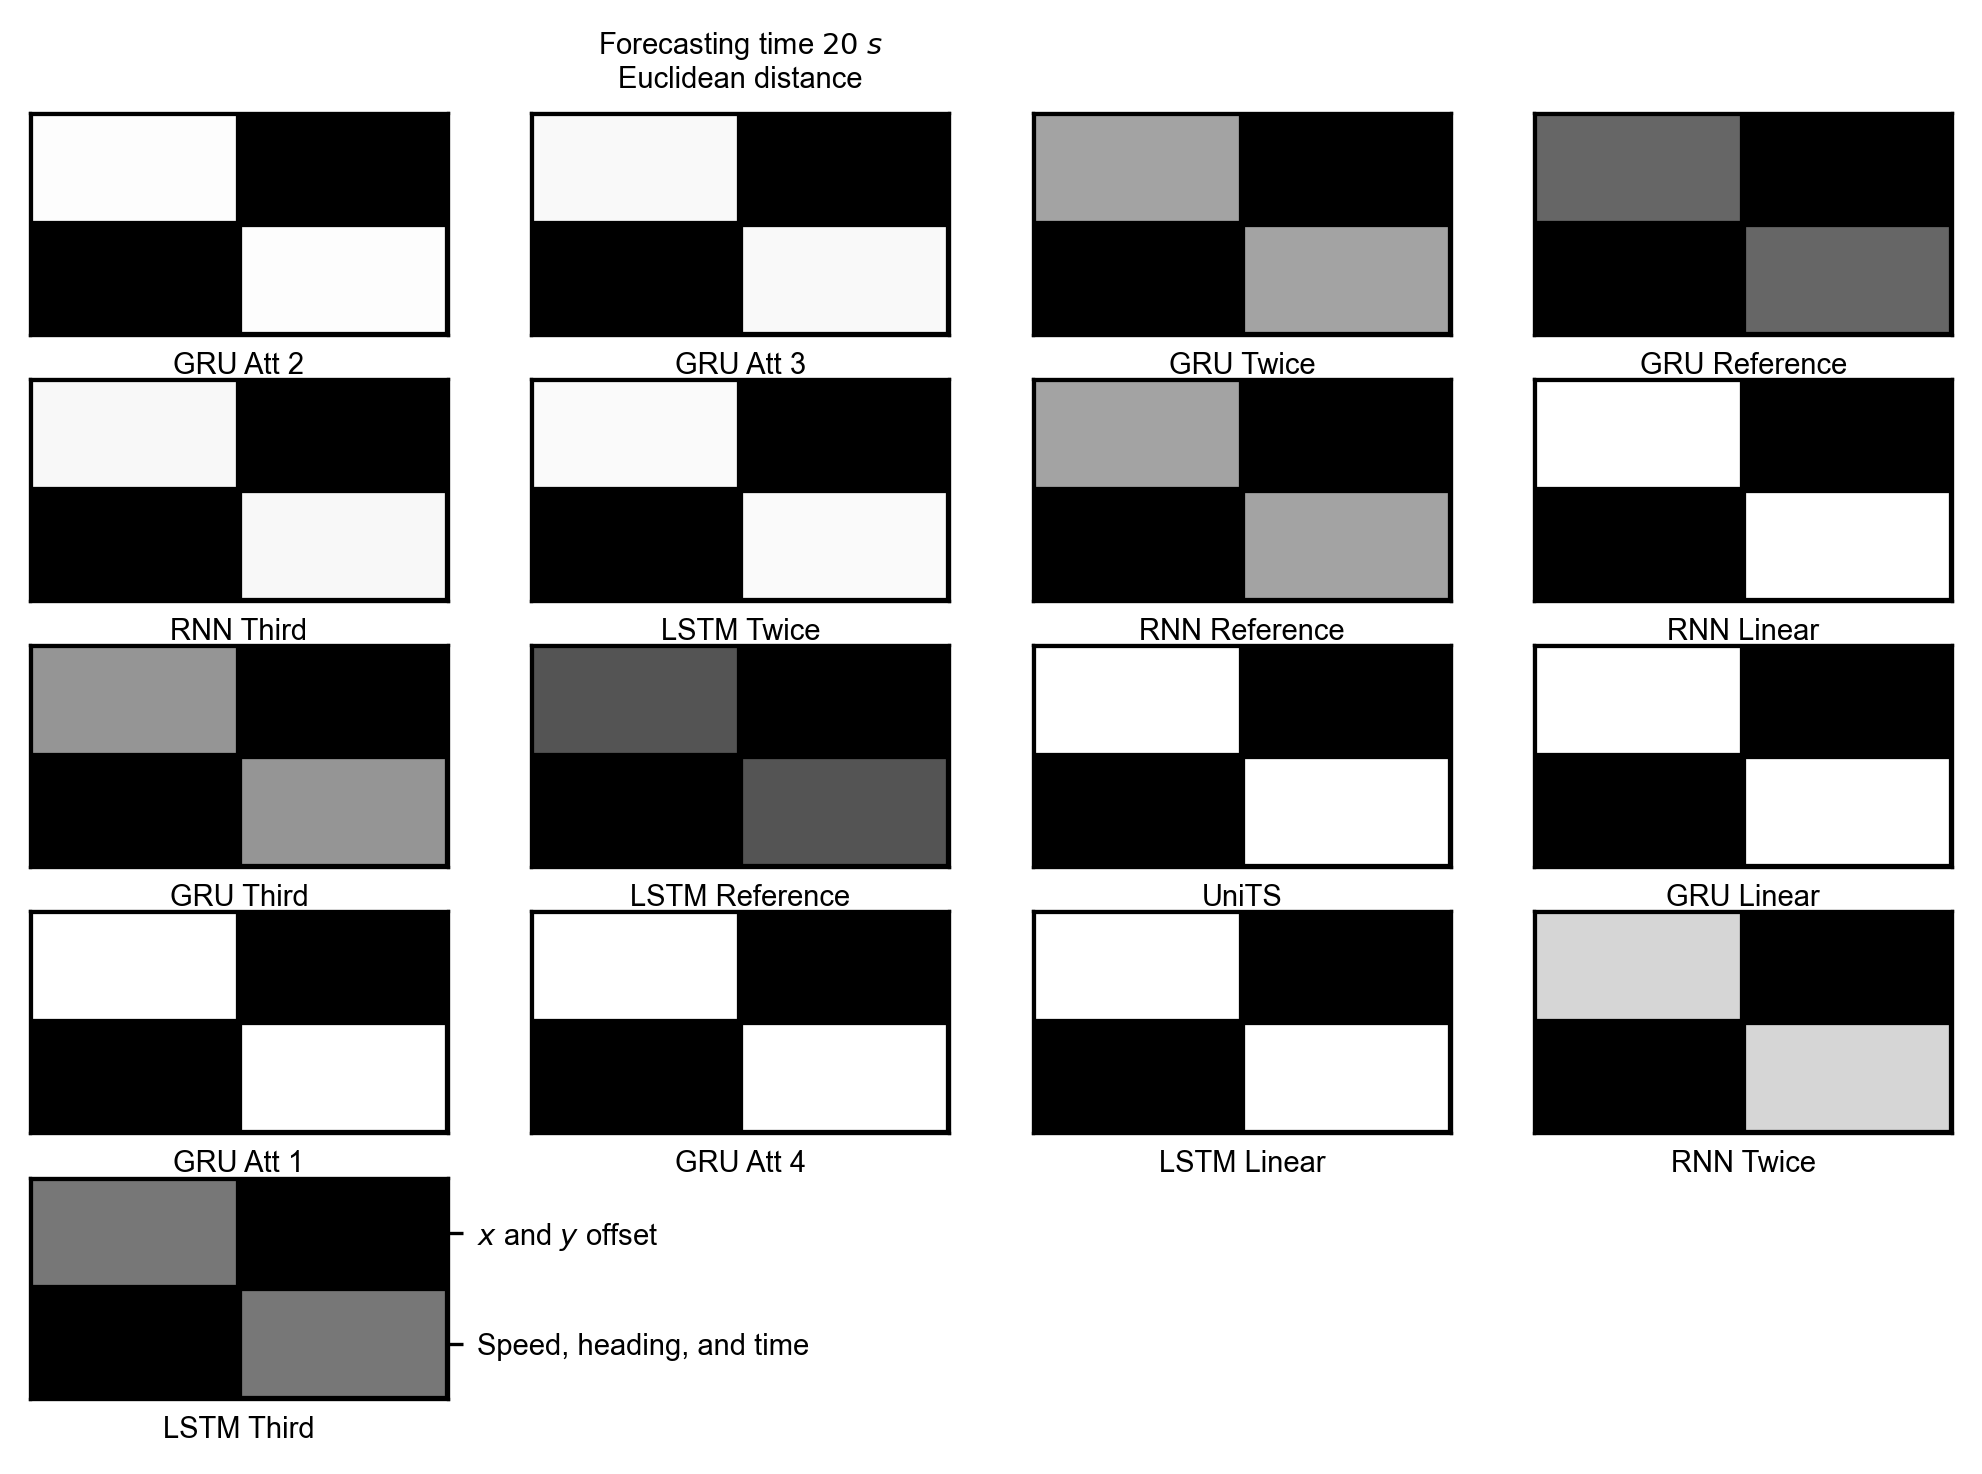 Forecasting time 20 s
Euclidean distance
GRU Att 2
GRU Att 3
GRU Twice
GRU Reference
RNN Third
LSTM Twice
RNN Reference
RNN Linear
GRU Third
LSTM Reference
UniTS
GRU Linear
GRU Att 1
GRU Att 4
LSTM Linear
RNN Twice
x and y offset
Speed, heading, and time
LSTM Third